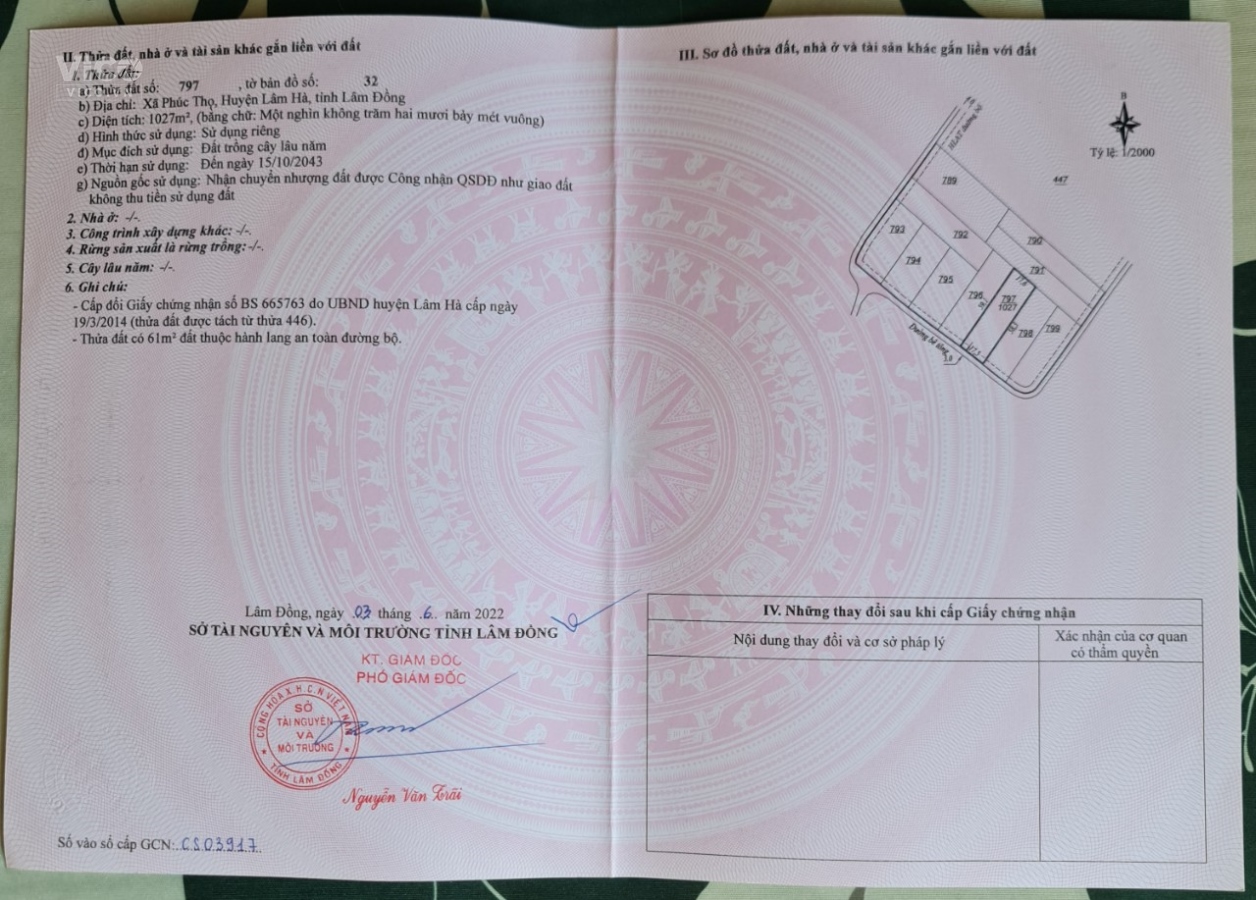 II. Thửa đất, nhà ở và tài sản khác gắn liền với đất
1. Thửa đất:
a) Thửa đất số: 797 , tờ bản đồ số: 32
b) Địa chỉ: Xã Phúc Thọ, Huyện Lâm Hà, tỉnh Lâm Đồng
c) Diện tích: 1027m², (bằng chữ: Một nghìn không trăm hai mươi bảy mét vuông)
d) Hình thức sử dụng: Sử dụng riêng
đ) Mục đích sử dụng: Đất trồng cây lâu năm
e) Thời hạn sử dụng: Đến ngày 15/10/2043
g) Nguồn gốc sử dụng: Nhận chuyển nhượng đất được Công nhận QSDĐ như giao đất
không thu tiền sử dụng đất
2. Nhà ở: -/-.
3. Công trình xây dựng khác: -/-.
4. Rừng sản xuất là rừng trồng: -/-.
5. Cây lâu năm: -/-.
6. Ghi chú:
- Cấp đổi Giấy chứng nhận số BS 665763 do UBND huyện Lâm Hà cấp ngày
19/3/2014 (thửa đất được tách từ thửa 446).
- Thửa đất có 61m² đất thuộc hành lang an toàn đường bộ.
Lâm Đồng, ngày 03 tháng 6 năm 2022
SỞ TÀI NGUYÊN VÀ MÔI TRƯỜNG TỈNH LÂM ĐỒNG
KT. GIÁM ĐỐC
PHÓ GIÁM ĐỐC
CỘNG HÒA X.H.C.N VIỆT NAM
SỞ
TÀI NGUYÊN
VÀ
MÔI TRƯỜNG
TỈNH LÂM ĐỒNG
Nguyễn Văn Trãi
Số vào sổ cấp GCN: CS03917
III. Sơ đồ thửa đất, nhà ở và tài sản khác gắn liền với đất
B
Tỷ lệ: 1/2000
789
447
793
792
790
794
791
795
796
797
1027
798
799
IV. Những thay đổi sau khi cấp Giấy chứng nhận
Nội dung thay đổi và cơ sở pháp lý
Xác nhận của cơ quan
có thẩm quyền